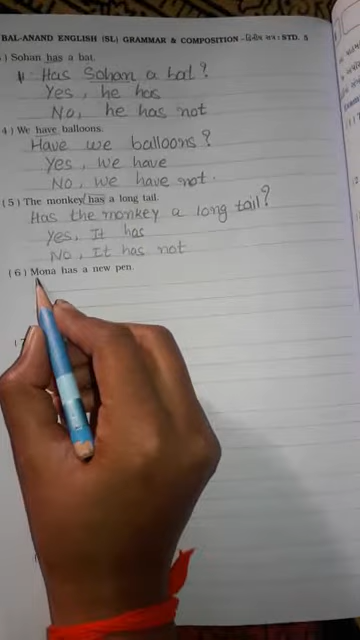 BAL-ANAND ENGLISH (SL) GRAMMAR & COMPOSITION – द्वितीय सत्र : STD. 5
) Sohan has a bat.
Has Sohan a bat?
Yes, he has
No, he has not
4) We have balloons.
Have we balloons?
Yes, we have
No, we have not.
(5) The monkey has a long tail.
Has the monkey a long tail?
Yes, It has
No, It has not
(6) Mona has a new pen.
(7